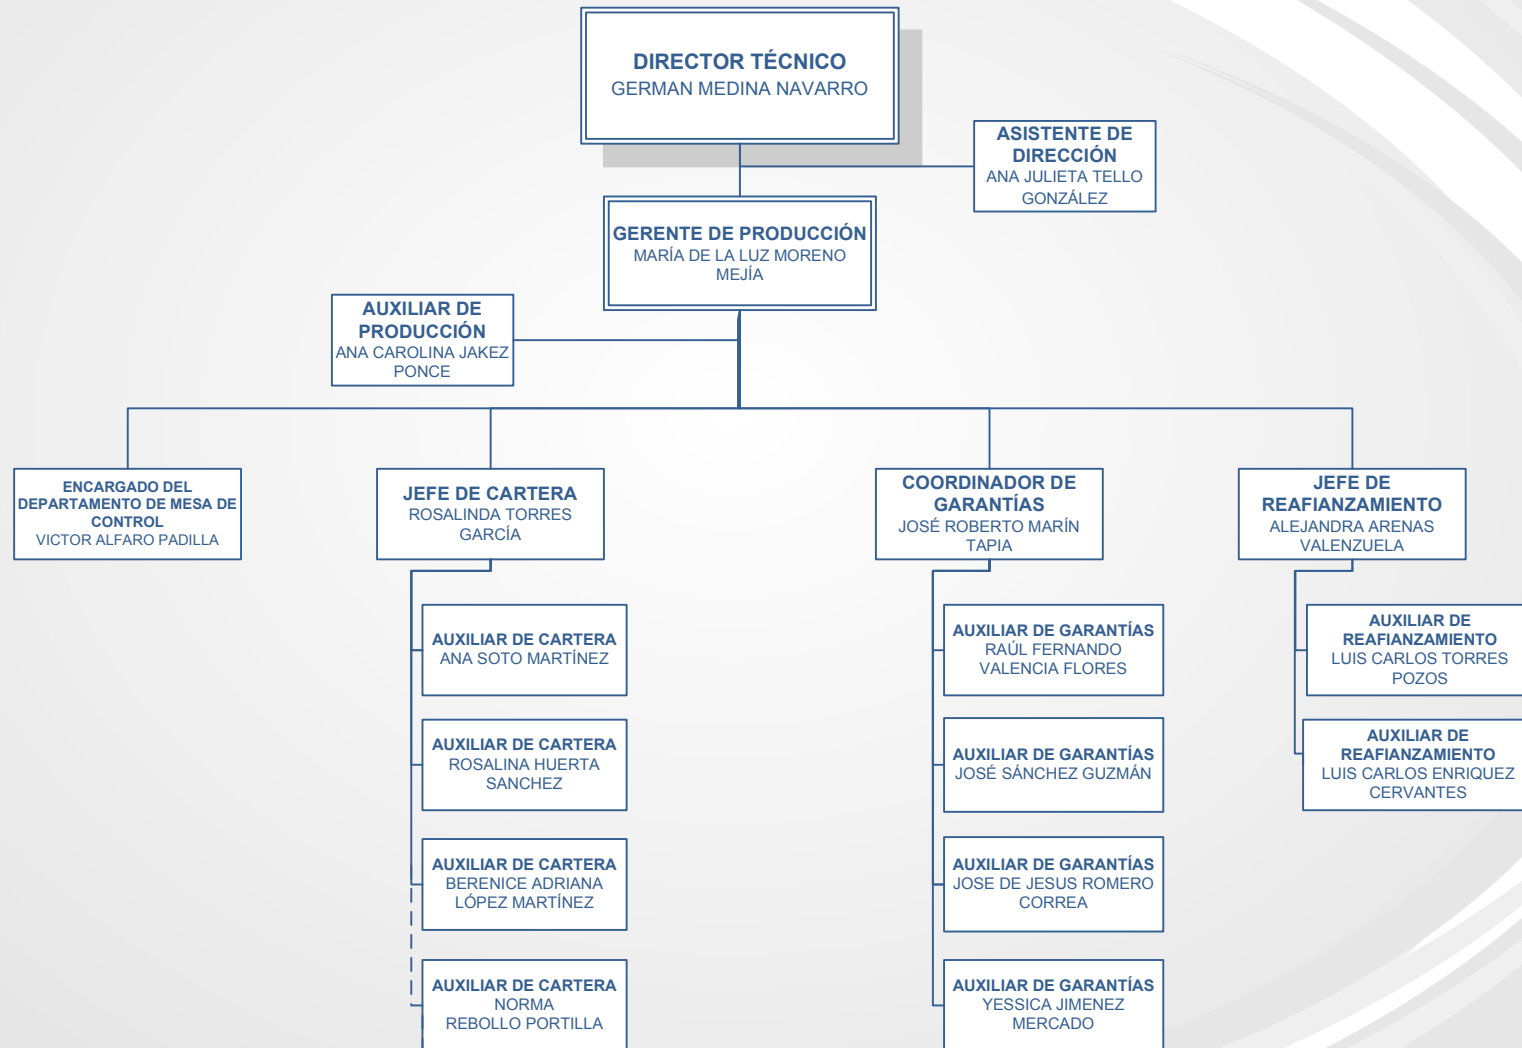 DIRECTOR TÉCNICO
GERMAN MEDINA NAVARRO
ASISTENTE DE
DIRECCIÓN
ANA JULIETA TELLO
GONZÁLEZ
GERENTE DE PRODUCCIÓN
MARÍA DE LA LUZ MORENO
MEJÍA
AUXILIAR DE
PRODUCCIÓN
ANA CAROLINA JAKEZ
PONCE
ENCARGADO DEL
DEPARTAMENTO DE MESA DE
CONTROL
VICTOR ALFARO PADILLA
JEFE DE CARTERA
ROSALINDA TORRES
GARCÍA
COORDINADOR DE
GARANTÍAS
JOSÉ ROBERTO MARÍN
TAPIA
JEFE DE
REAFIANZAMIENTO
ALEJANDRA ARENAS
VALENZUELA
AUXILIAR DE CARTERA
ANA SOTO MARTÍNEZ
AUXILIAR DE CARTERA
ROSALINA HUERTA
SANCHEZ
AUXILIAR DE CARTERA
BERENICE ADRIANA
LÓPEZ MARTÍNEZ
AUXILIAR DE CARTERA
NORMA
REBOLLO PORTILLA
AUXILIAR DE GARANTÍAS
RAÚL FERNANDO
VALENCIA FLORES
AUXILIAR DE GARANTÍAS
JOSÉ SÁNCHEZ GUZMÁN
AUXILIAR DE GARANTÍAS
JOSE DE JESUS ROMERO
CORREA
AUXILIAR DE GARANTÍAS
YESSICA JIMENEZ
MERCADO
AUXILIAR DE
REAFIANZAMIENTO
LUIS CARLOS TORRES
POZOS
AUXILIAR DE
REAFIANZAMIENTO
LUIS CARLOS ENRIQUEZ
CERVANTES